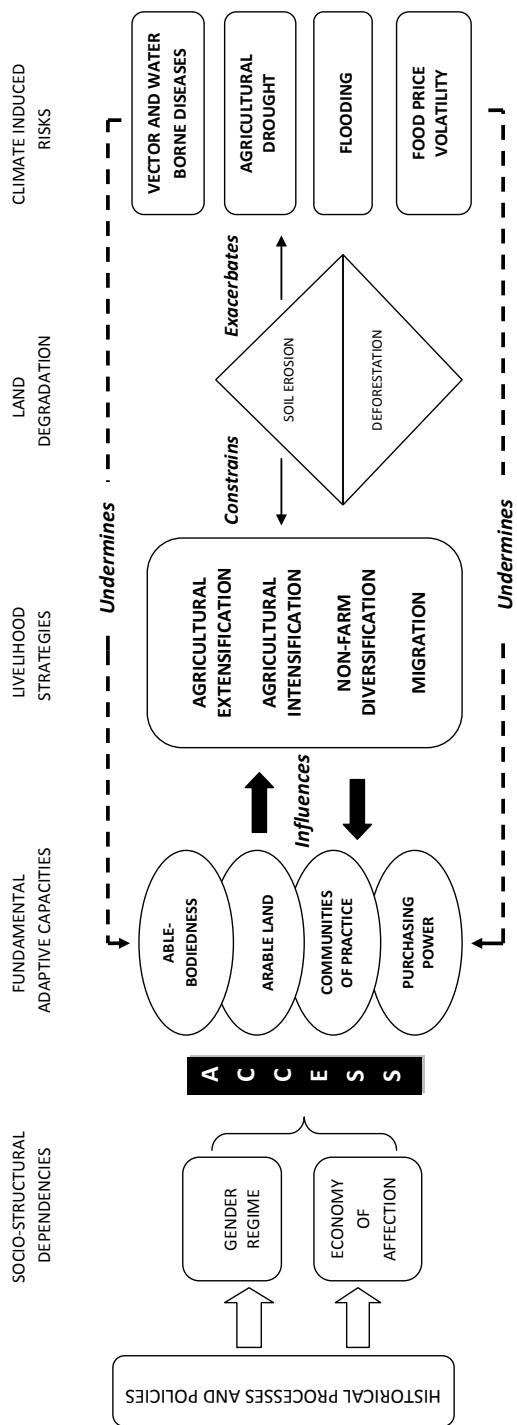 SOCIO-STRUCTURAL
DEPENDENCIES
FUNDAMENTAL
ADAPTIVE CAPACITIES
LIVELIHOOD
STRATEGIES
LAND
DEGRADATION
CLIMATE INDUCED
RISKS
HISTORICAL PROCESSES AND POLICIES
GENDER
REGIME
ECONOMY
OF
AFFECTION
A
C
C
E
S
S
ABLE-
BODIEDNESS
ARABLE LAND
COMMUNITIES
OF PRACTICE
PURCHASING
POWER
Influences
Undermines
AGRICULTURAL
EXTENSIFICATION
AGRICULTURAL
INTENSIFICATION
NON-FARM
DIVERSIFICATION
MIGRATION
Constrains
Exacerbates
SOIL EROSION
DEFORESTATION
VECTOR AND WATER
BORNE DISEASES
AGRICULTURAL
DROUGHT
FLOODING
FOOD PRICE
VOLATILITY
Undermines